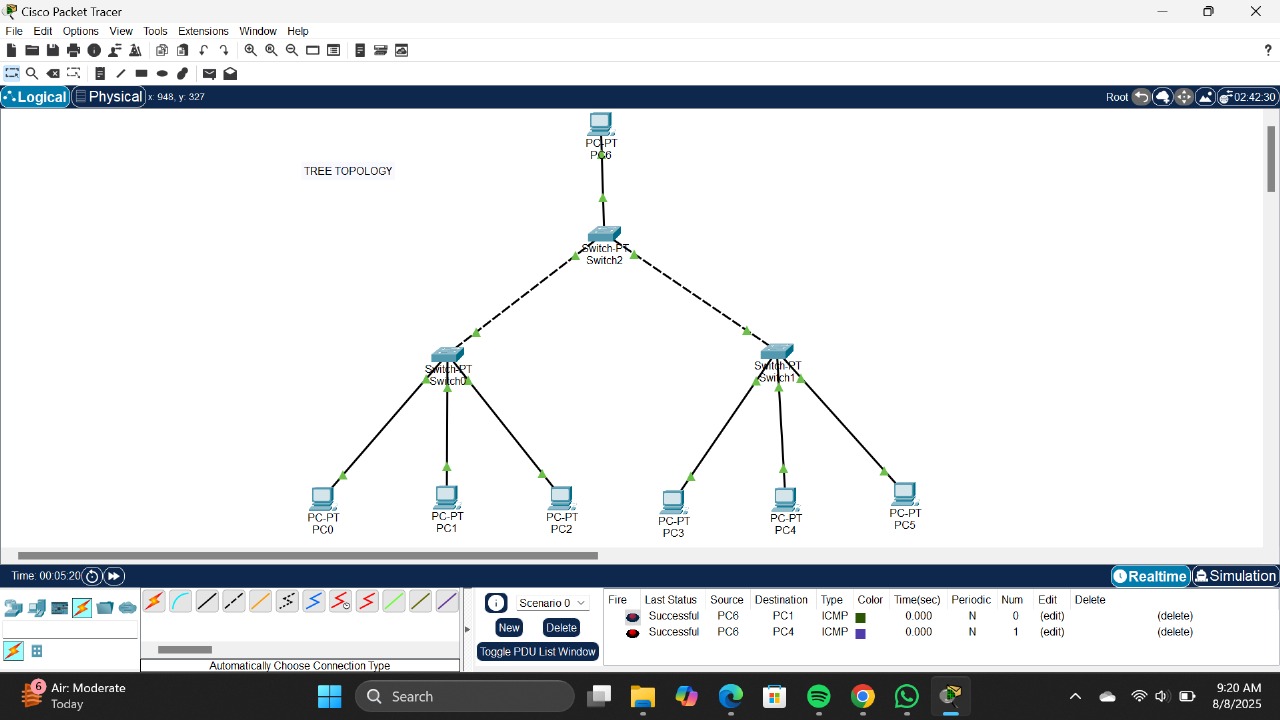 Cisco Packet Tracer
File Edit Options View Tools Extensions Window Help
?
Logical Physical x: 948, y: 327 Root 02:42:30
PC-PT
PC6
TREE TOPOLOGY
Switch-PT
Switch2
Switch-PT
Switch0
Switch-PT
Switch1
PC-PT
PC0
PC-PT
PC1
PC-PT
PC2
PC-PT
PC3
PC-PT
PC4
PC-PT
PC5
Time: 00:05:20 Realtime Simulation
Scenario 0
New Delete
Toggle PDU List Window
Fire Last Status Source Destination Type Color Time(sec) Periodic Num Edit Delete
Successful PC6 PC1 ICMP 0.000 N 0 (edit) (delete)
Successful PC6 PC4 ICMP 0.000 N 1 (edit) (delete)
Automatically Choose Connection Type
6 Air: Moderate
Today
Search
9:20 AM
8/8/2025